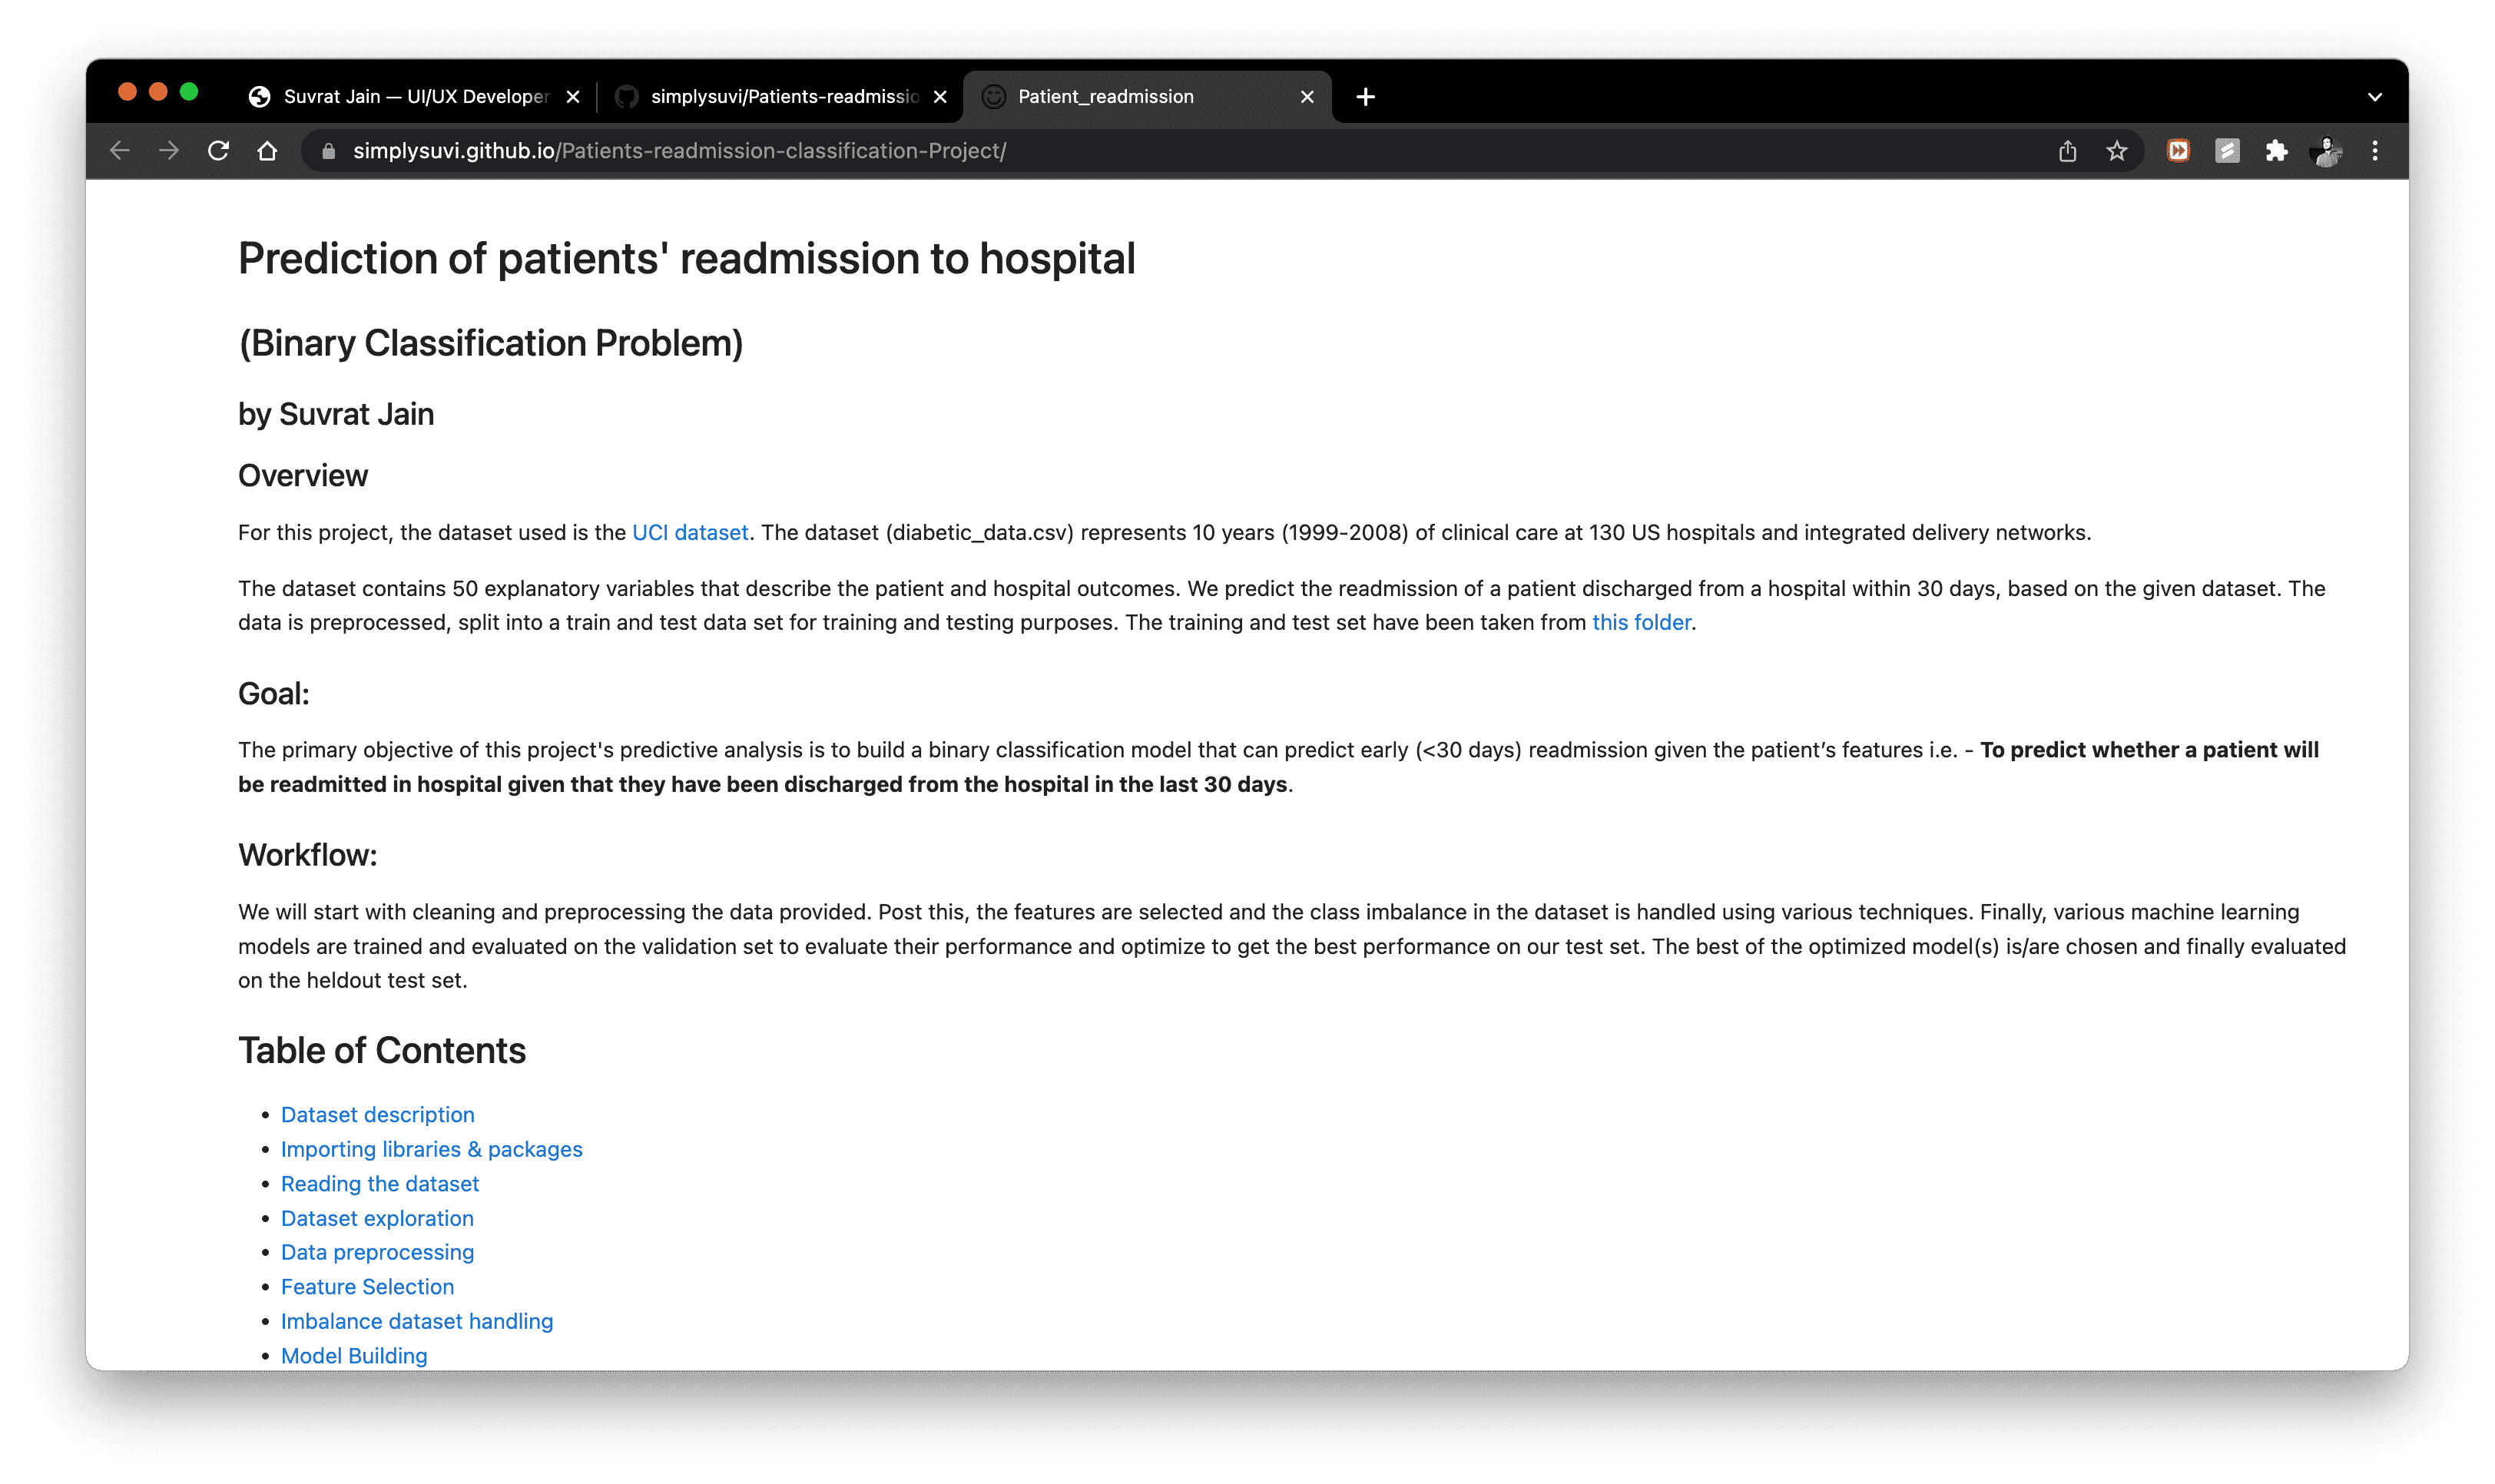 Suvrat Jain — UI/UX Developer
simplysuvi/Patients-readmissio
Patient_readmission
simplysuvi.github.io/Patients-readmission-classification-Project/
Prediction of patients' readmission to hospital
(Binary Classification Problem)
by Suvrat Jain
Overview
For this project, the dataset used is the UCI dataset. The dataset (diabetic_data.csv) represents 10 years (1999-2008) of clinical care at 130 US hospitals and integrated delivery networks.
The dataset contains 50 explanatory variables that describe the patient and hospital outcomes. We predict the readmission of a patient discharged from a hospital within 30 days, based on the given dataset. The
data is preprocessed, split into a train and test data set for training and testing purposes. The training and test set have been taken from this folder.
Goal:
The primary objective of this project's predictive analysis is to build a binary classification model that can predict early (<30 days) readmission given the patient’s features i.e. - To predict whether a patient will
be readmitted in hospital given that they have been discharged from the hospital in the last 30 days.
Workflow:
We will start with cleaning and preprocessing the data provided. Post this, the features are selected and the class imbalance in the dataset is handled using various techniques. Finally, various machine learning
models are trained and evaluated on the validation set to evaluate their performance and optimize to get the best performance on our test set. The best of the optimized model(s) is/are chosen and finally evaluated
on the heldout test set.
Table of Contents
• Dataset description
• Importing libraries & packages
• Reading the dataset
• Dataset exploration
• Data preprocessing
• Feature Selection
• Imbalance dataset handling
• Model Building